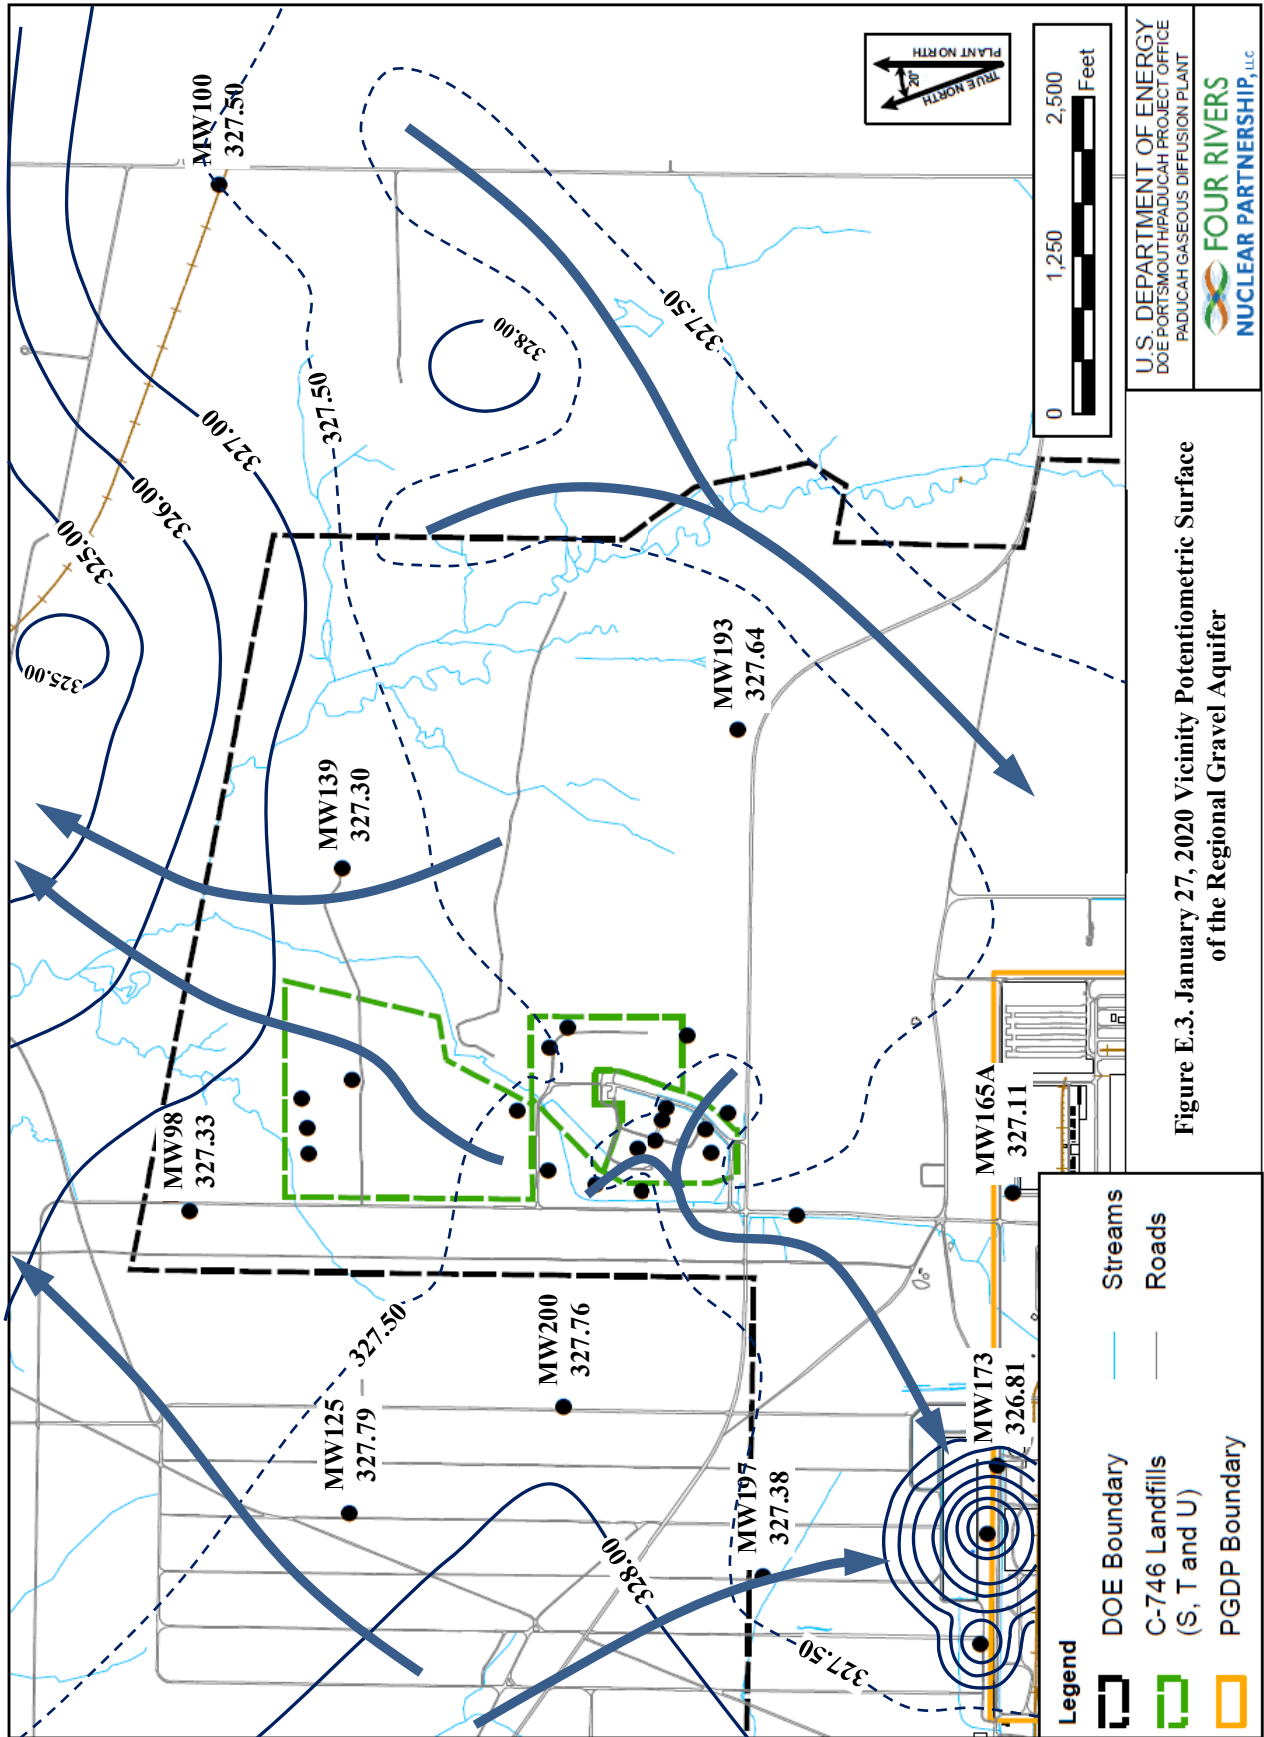 MW100
327.50
327.50
328.00
327.50
327.00
326.00
325.00
325.00
MW193
327.64
MW139
327.30
MW98
327.33
MW165A
327.11
327.50
MW200
327.76
MW125
327.79
MW173
326.81
MW197
327.38
328.00
327.50
PLANT NORTH
TRUE NORTH
20°
0
1,250
2,500
Feet
U.S. DEPARTMENT OF ENERGY
DOE PORTSMOUTH/PADUCAH PROJECT OFFICE
PADUCAH GASEOUS DIFFUSION PLANT
FOUR RIVERS
NUCLEAR PARTNERSHIP, LLC
Figure E.3. January 27, 2020 Vicinity Potentiometric Surface
of the Regional Gravel Aquifer
Legend
DOE Boundary
C-746 Landfills
(S, T and U)
PGDP Boundary
Streams
Roads